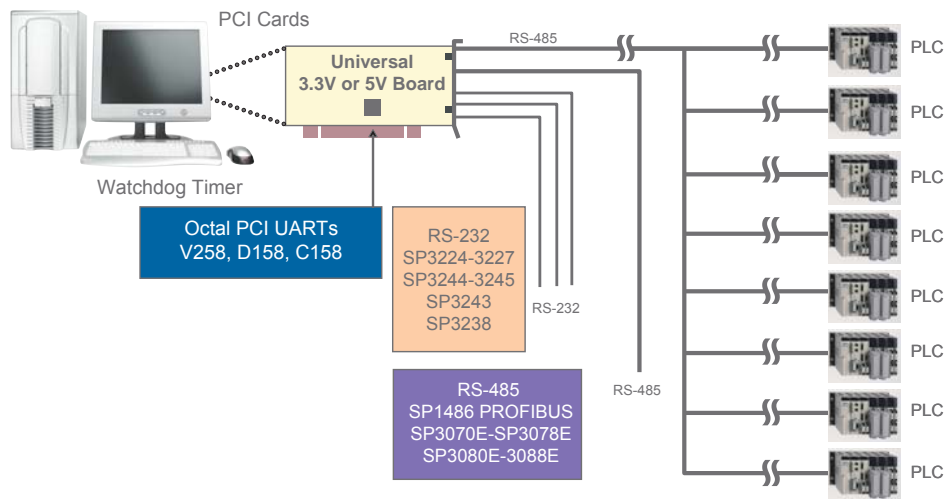 PCI Cards
Universal
3.3V or 5V Board
Watchdog Timer
Octal PCI UARTs
V258, D158, C158
RS-232
SP3224-3227
SP3244-3245
SP3243
SP3238
RS-485
SP1486 PROFIBUS
SP3070E-SP3078E
SP3080E-3088E
RS-232
RS-485
RS-485
PLC
PLC
PLC
PLC
PLC
PLC
PLC
PLC